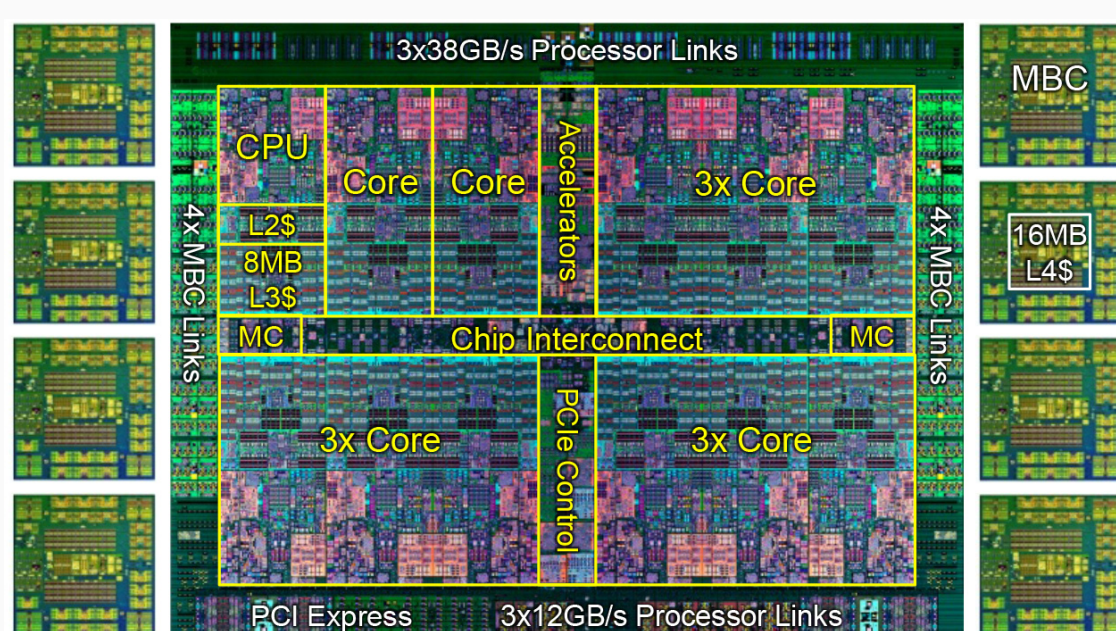 3x38GB/s Processor Links
MBC
CPU
Core
Core
Accelerators
3x Core
4x MBC Links
L2$
8MB
L3$
4x MBC Links
16MB
L4$
MC
Chip Interconnect
MC
3x Core
PCIe Control
3x Core
PCI Express
3x12GB/s Processor Links